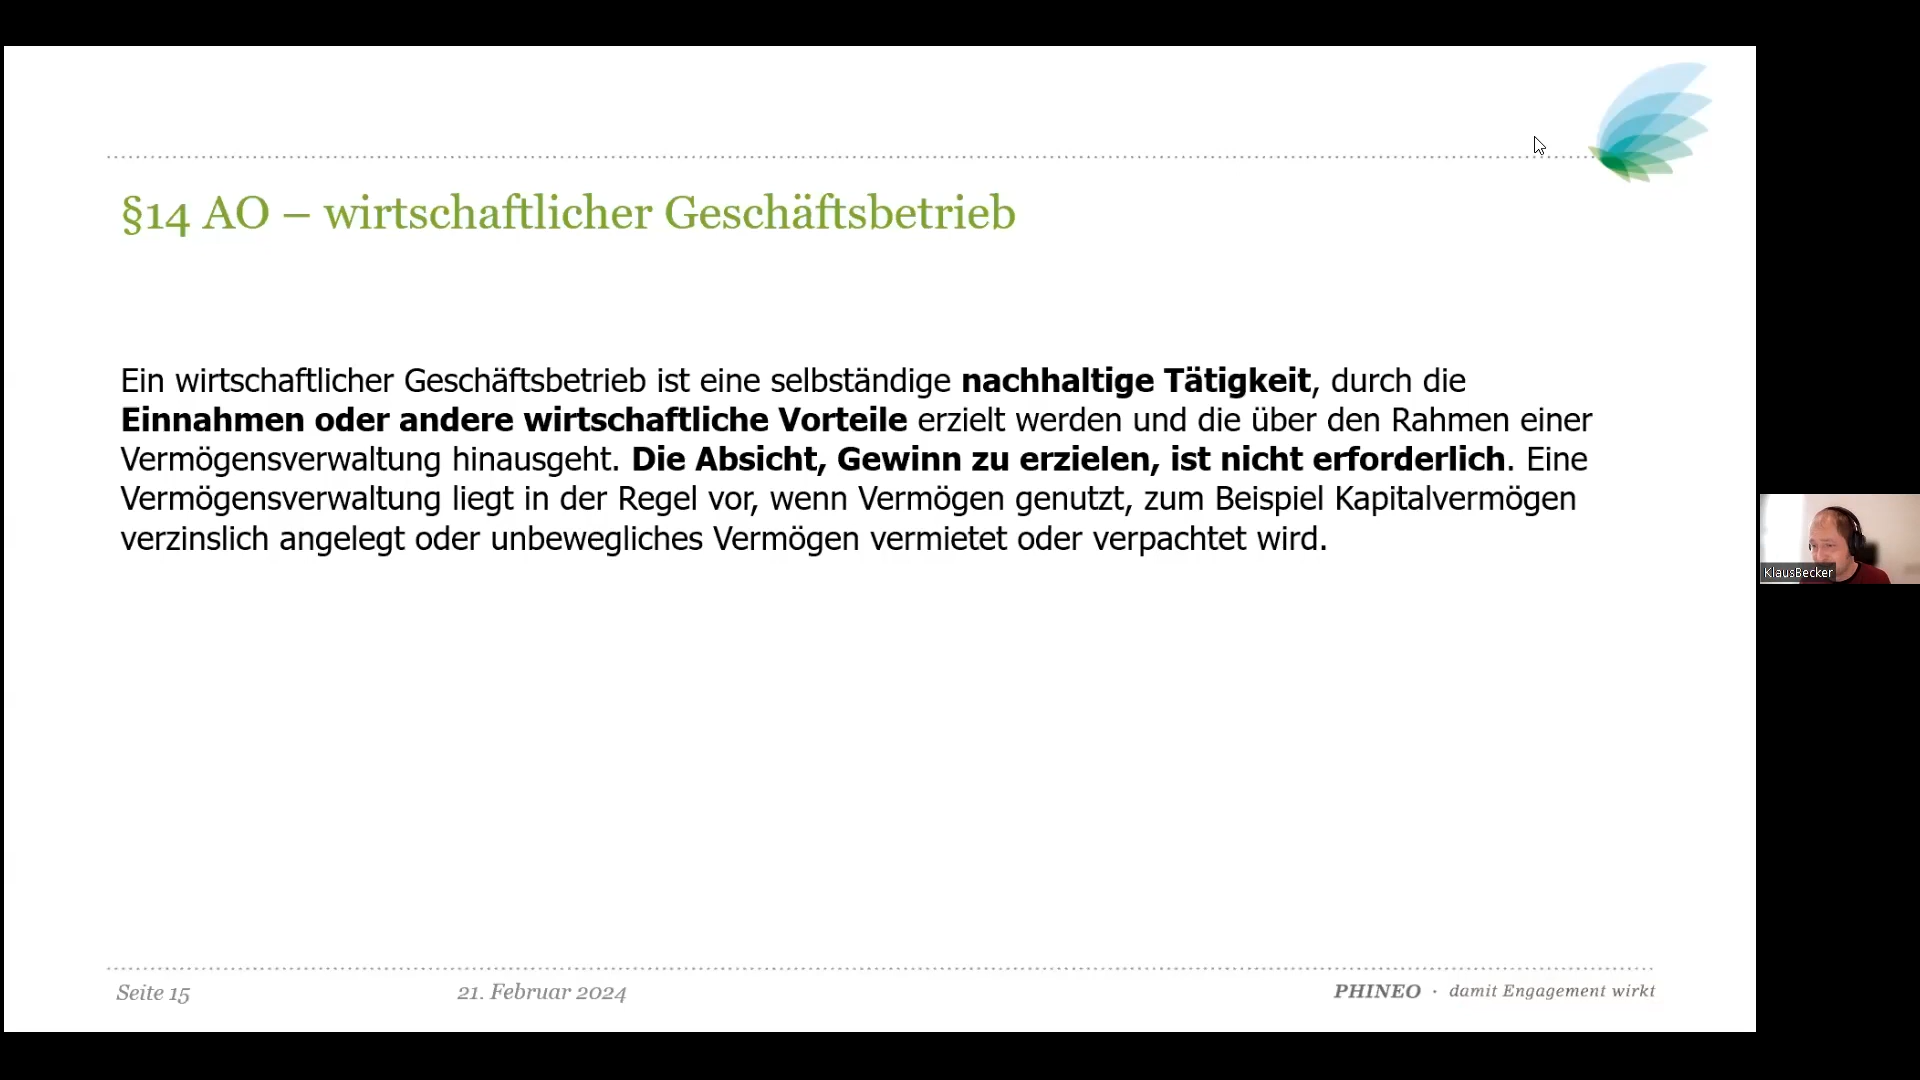 §14 AO – wirtschaftlicher Geschäftsbetrieb
Ein wirtschaftlicher Geschäftsbetrieb ist eine selbständige nachhaltige Tätigkeit, durch die
Einnahmen oder andere wirtschaftliche Vorteile erzielt werden und die über den Rahmen einer
Vermögensverwaltung hinausgeht. Die Absicht, Gewinn zu erzielen, ist nicht erforderlich. Eine
Vermögensverwaltung liegt in der Regel vor, wenn Vermögen genutzt, zum Beispiel Kapitalvermögen
verzinslich angelegt oder unbewegliches Vermögen vermietet oder verpachtet wird.
KlausBecker
Seite 15
21. Februar 2024
PHINEO · damit Engagement wirkt